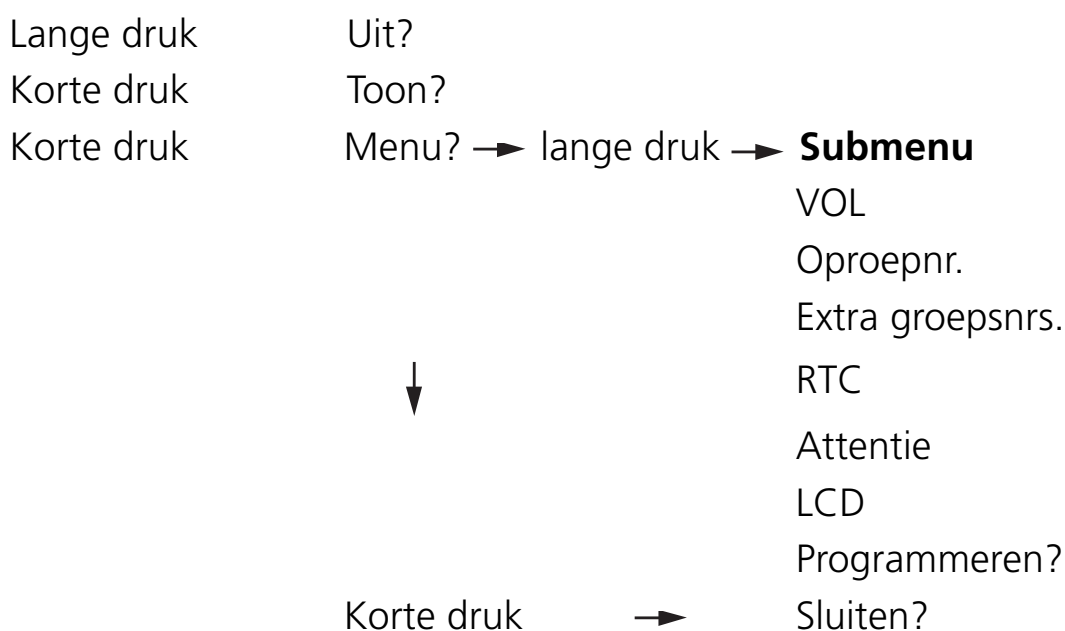 Lange druk Uit?
Korte druk Toon?
Korte druk Menu? lange druk Submenu
VOL
Oproepnr.
Extra groepsnrs.
RTC
Attentie
LCD
Programmeren?
Korte druk Sluiten?